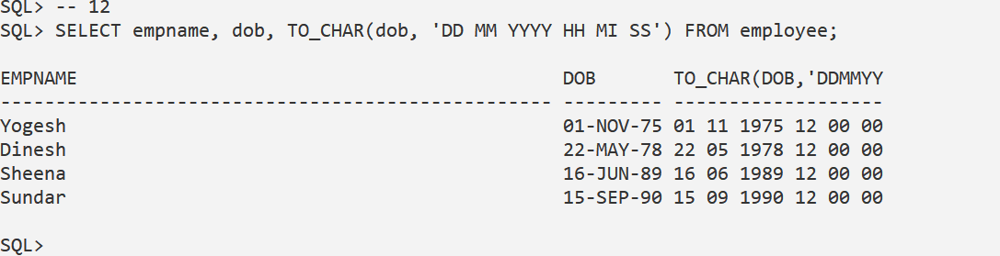 SQL> -- 12
SQL> SELECT empname, dob, TO_CHAR(dob, 'DD MM YYYY HH MI SS') FROM employee;
EMPNAME                                            DOB       TO_CHAR(DOB,'DDMMYY
-------------------------------------------------- --------- -------------------
Yogesh                                             01-NOV-75 01 11 1975 12 00 00
Dinesh                                             22-MAY-78 22 05 1978 12 00 00
Sheena                                             16-JUN-89 16 06 1989 12 00 00
Sundar                                             15-SEP-90 15 09 1990 12 00 00
SQL>